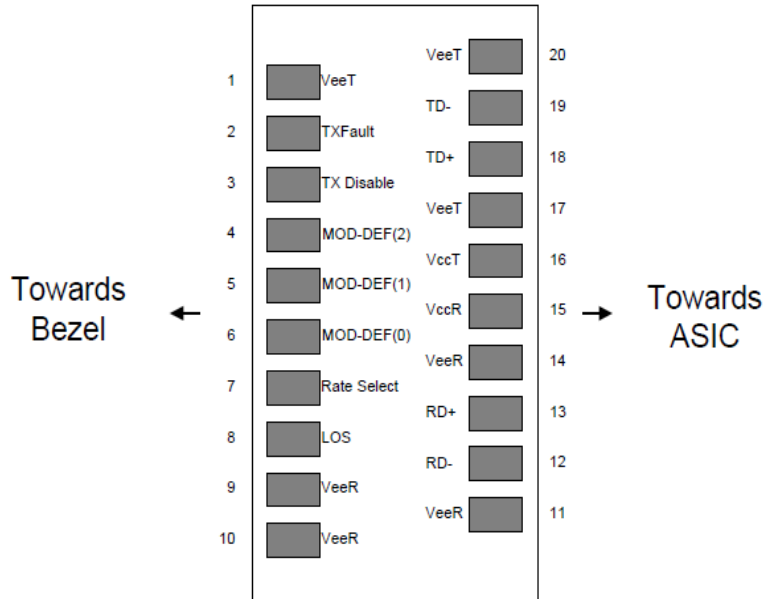 VeeT 20
1 VeeT
TD- 19
2 TXFault
TD+ 18
3 TX Disable
VeeT 17
4 MOD-DEF(2)
VccT 16
5 MOD-DEF(1)
Towards
Bezel
VccR 15
Towards
ASIC
6 MOD-DEF(0)
VeeR 14
7 Rate Select
RD+ 13
8 LOS
RD- 12
9 VeeR
VeeR 11
10 VeeR